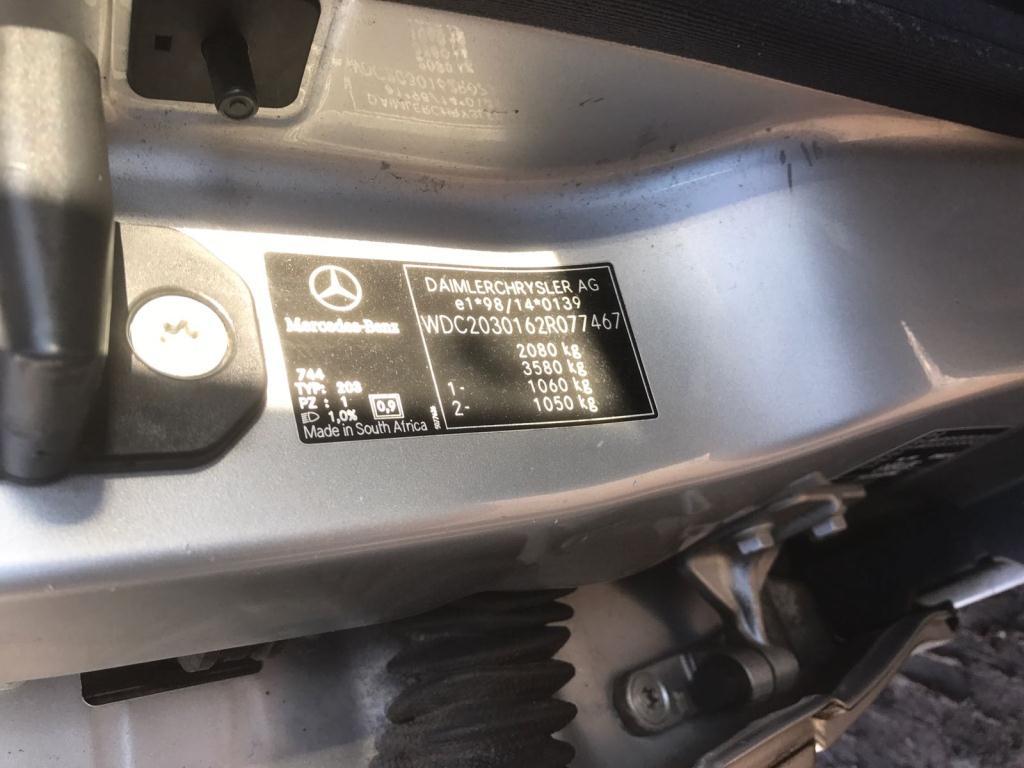 Mercedes-Benz
744
TYP: 203
PZ : 1
1,0%
0,9
Made in South Africa
DAIMLERCHRYSLER AG
e1*98/14*0139
WDC2030162R077467
2080 kg
3580 kg
1- 1060 kg
2- 1050 kg